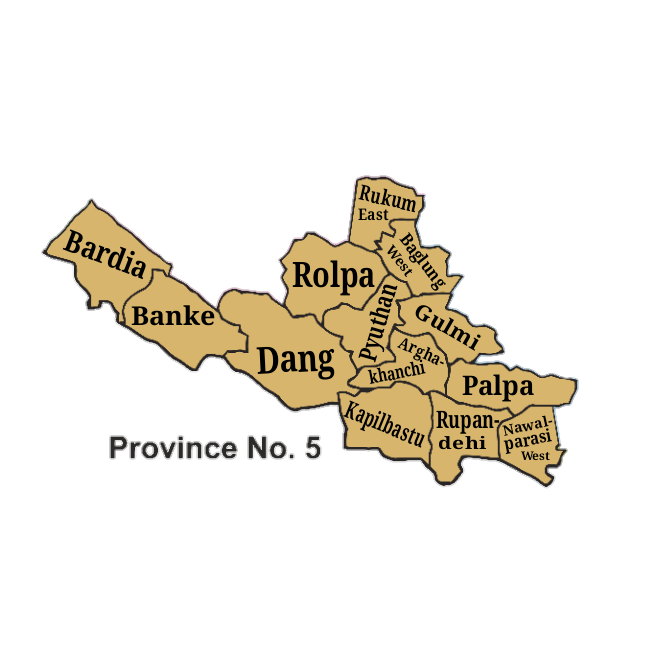 Rukum
East
Baglung
West
Bardia
Rolpa
Banke
Pyuthan
Gulmi
Dang
Argha-
khanchi
Palpa
Kapilbastu
Rupan-
dehi
Nawal-
parasi
West
Province No. 5